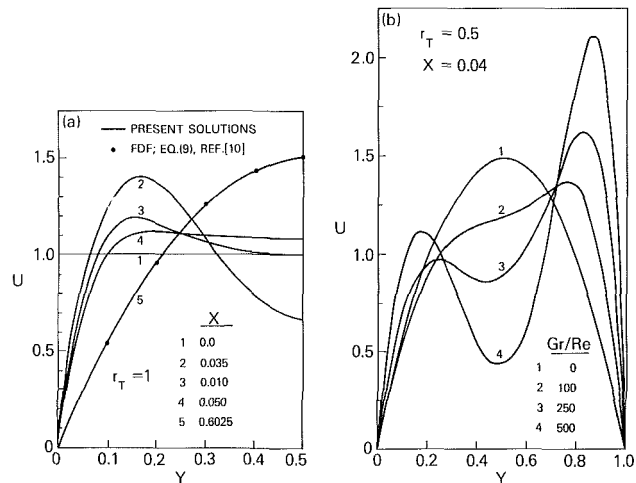 (a)
— PRESENT SOLUTIONS
• FDF; EQ.(9), REF.[10]
1.5
1.0
0.5
0
U
2
3
4
1
5
r_T = 1
X
1 0.0
2 0.035
3 0.010
4 0.050
5 0.6025
0 0.1 0.2 0.3 0.4 0.5
Y
(b)
r_T = 0.5
X = 0.04
2.0
1.5
1.0
0.5
0
U
1
2
3
4
Gr/Re
1 0
2 100
3 250
4 500
0 0.2 0.4 0.6 0.8 1.0
Y